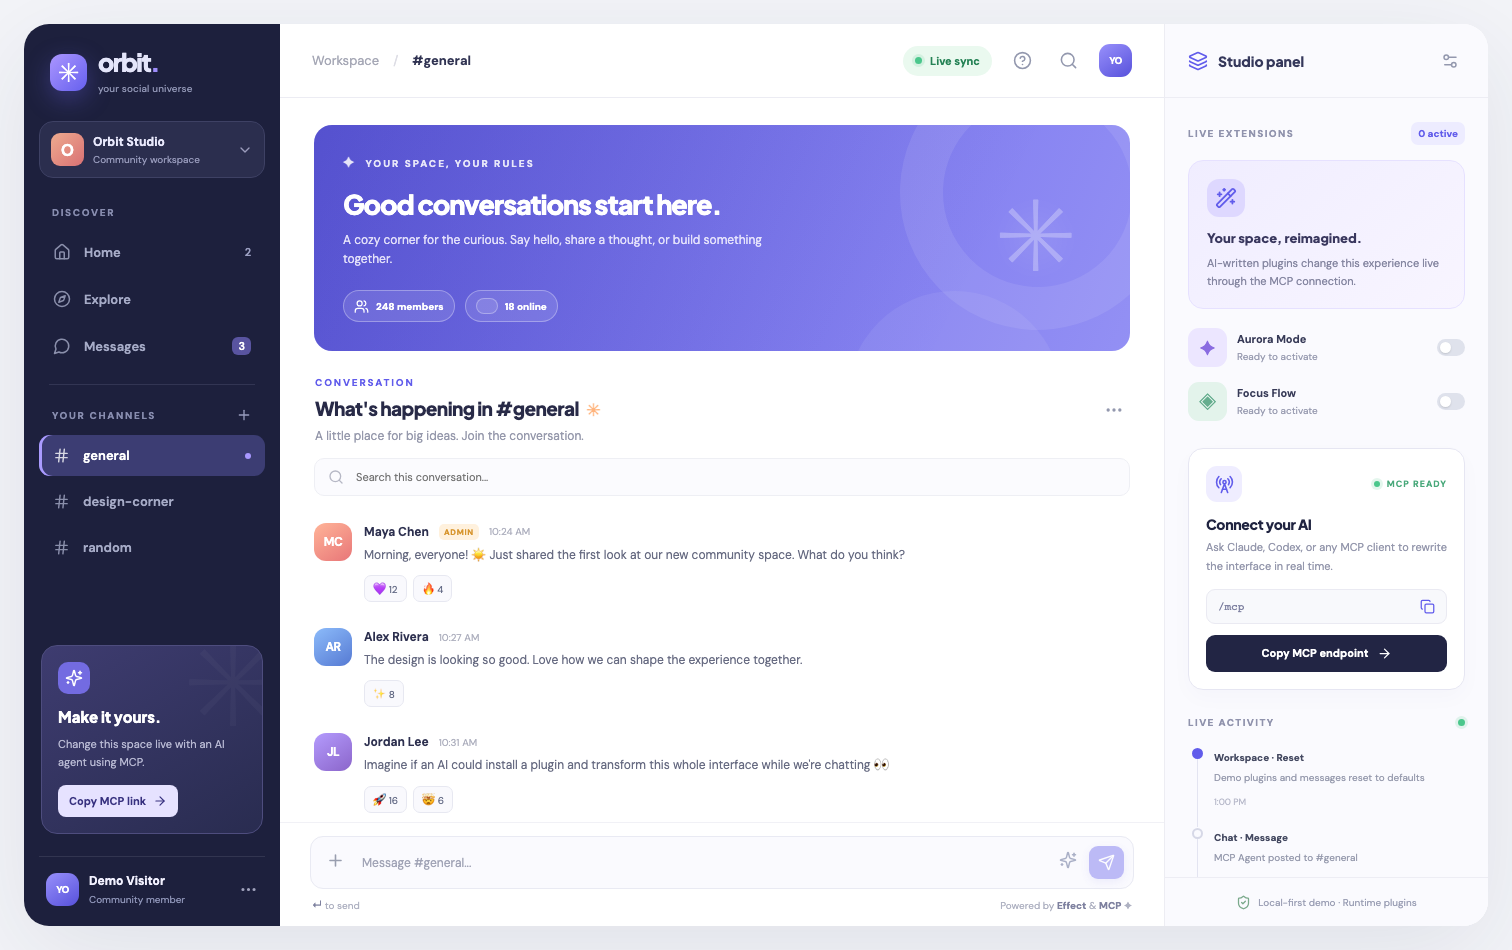 orbit.
your social universe
O
Orbit Studio
Community workspace
DISCOVER
Home 2
Explore
Messages 3
YOUR CHANNELS
# general
# design-corner
# random
Make it yours.
Change this space live with an AI
agent using MCP.
Copy MCP link →
YO
Demo Visitor
Community member
Workspace / #general
Live sync
YO
YOUR SPACE, YOUR RULES
Good conversations start here.
A cozy corner for the curious. Say hello, share a thought, or build something
together.
248 members
18 online
CONVERSATION
What's happening in #general
A little place for big ideas. Join the conversation.
Search this conversation...
MC
Maya Chen ADMIN 10:24 AM
Morning, everyone! ☀️ Just shared the first look at our new community space. What do you think?
💜 12 🔥 4
AR
Alex Rivera 10:27 AM
The design is looking so good. Love how we can shape the experience together.
✨ 8
JL
Jordan Lee 10:31 AM
Imagine if an AI could install a plugin and transform this whole interface while we're chatting 👀
🚀 16 🤯 6
Message #general...
↵ to send
Powered by Effect & MCP ✦
Studio panel
LIVE EXTENSIONS 0 active
Your space, reimagined.
AI-written plugins change this experience live
through the MCP connection.
Aurora Mode
Ready to activate
Focus Flow
Ready to activate
MCP READY
Connect your AI
Ask Claude, Codex, or any MCP client to rewrite
the interface in real time.
/mcp
Copy MCP endpoint →
LIVE ACTIVITY
Workspace · Reset
Demo plugins and messages reset to defaults
1:00 PM
Chat · Message
MCP Agent posted to #general
Local-first demo · Runtime plugins